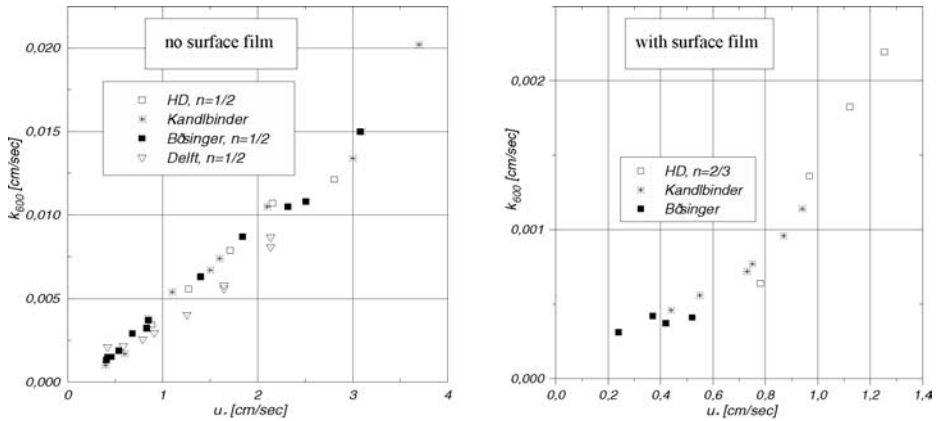 no surface film
HD, n=1/2
Kandlbinder
Bðsinger, n=1/2
Delft, n=1/2
k600 [cm/sec]
0,020
0,015
0,010
0,005
0,000
0 1 2 3 4
u* [cm/sec]
with surface film
HD, n=2/3
Kandlbinder
Bðsinger
k600 [cm/sec]
0,002
0,001
0,000
0,0 0,2 0,4 0,6 0,8 1,0 1,2 1,4
u* [cm/sec]